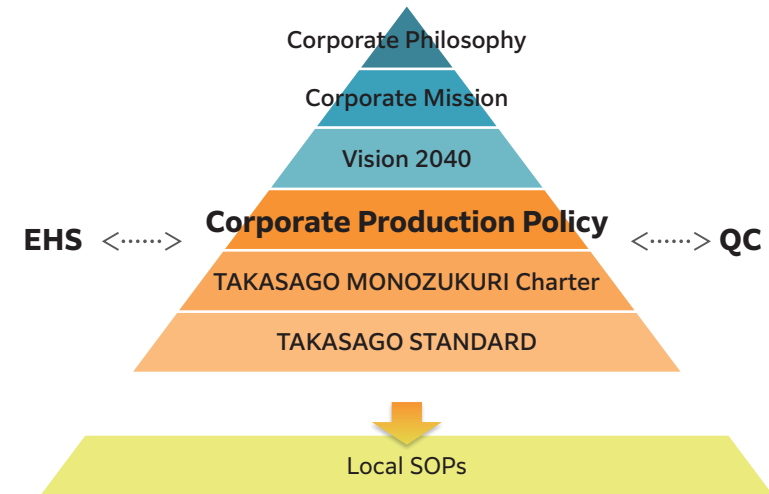 Corporate Philosophy
Corporate Mission
Vision 2040
Corporate Production Policy
EHS
QC
TAKASAGO MONOZUKURI Charter
TAKASAGO STANDARD
Local SOPs